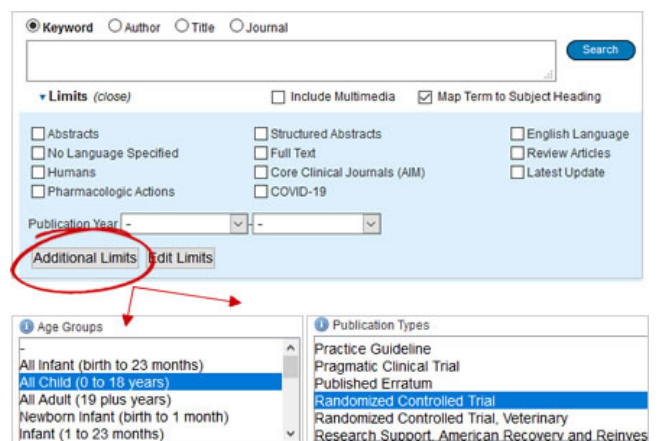 Keyword Author Title Journal
Search
Limits (close) Include Multimedia Map Term to Subject Heading
Abstracts Structured Abstracts English Language
No Language Specified Full Text Review Articles
Humans Core Clinical Journals (AIM) Latest Update
Pharmacologic Actions COVID-19
Publication Year - - -
Additional Limits Edit Limits
Age Groups
-
All Infant (birth to 23 months)
All Child (0 to 18 years)
All Adult (19 plus years)
Newborn Infant (birth to 1 month)
Infant (1 to 23 months)
Publication Types
Practice Guideline
Pragmatic Clinical Trial
Published Erratum
Randomized Controlled Trial
Randomized Controlled Trial, Veterinary
Research Support, American Recovery and Reinves